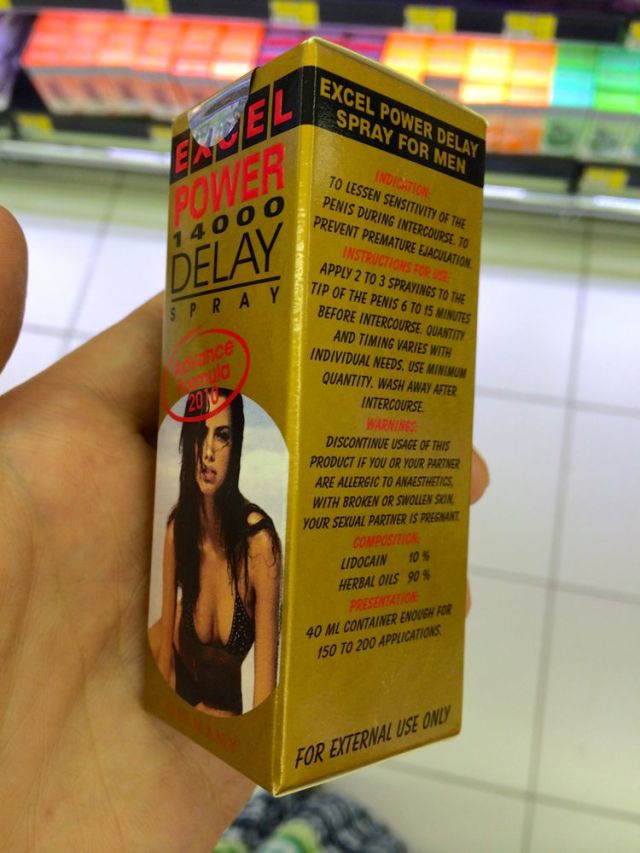 EXCEL
POWER
14000
DELAY
SPRAY
Advance
Formula
2010
GERMANY
EXCEL POWER DELAY
SPRAY FOR MEN
INDICATION:
TO LESSEN SENSITIVITY OF THE
PENIS DURING INTERCOURSE. TO
PREVENT PREMATURE EJACULATION.
INSTRUCTIONS FOR USE:
APPLY 2 TO 3 SPRAYINGS TO THE
TIP OF THE PENIS 6 TO 15 MINUTES
BEFORE INTERCOURSE. QUANTITY
AND TIMING VARIES WITH
INDIVIDUAL NEEDS. USE MINIMUM
QUANTITY. WASH AWAY AFTER
INTERCOURSE.
WARNINGS:
DISCONTINUE USAGE OF THIS
PRODUCT IF YOU OR YOUR PARTNER
ARE ALLERGIC TO ANAESTHETICS,
WITH BROKEN OR SWOLLEN SKIN,
YOUR SEXUAL PARTNER IS PREGNANT.
COMPOSITION:
LIDOCAIN 10 %
HERBAL OILS 90 %
PRESENTATION:
40 ML CONTAINER ENOUGH FOR
150 TO 200 APPLICATIONS.
FOR EXTERNAL USE ONLY